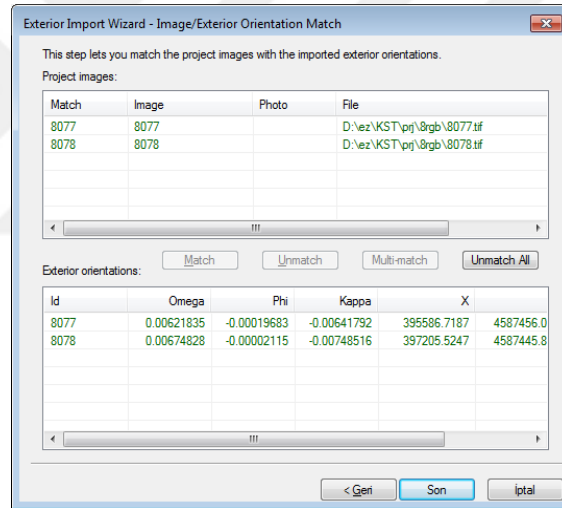 Exterior Import Wizard - Image/Exterior Orientation Match
This step lets you match the project images with the imported exterior orientations.
Project images:
Match Image Photo File
8077 8077 D:\ez\KST\prj\8rgb\8077.tif
8078 8078 D:\ez\KST\prj\8rgb\8078.tif
Match Unmatch Multi-match Unmatch All
Exterior orientations:
Id Omega Phi Kappa X
8077 0.00621835 -0.00019683 -0.00641792 395586.7187 4587456.0
8078 0.00674828 -0.00002115 -0.00748516 397205.5247 4587445.8
< Geri Son İptal